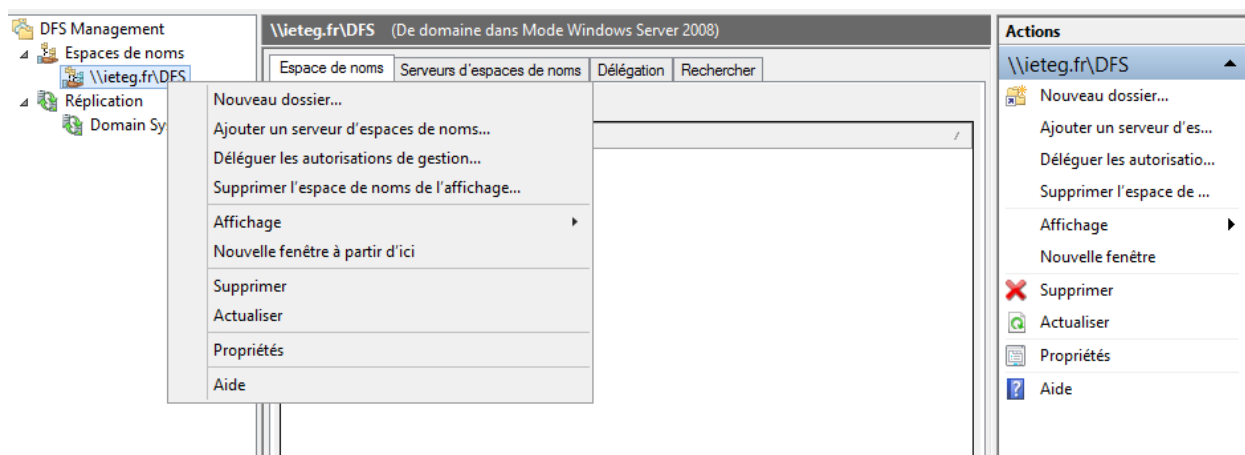 DFS Management
Espaces de noms
\\ieteg.fr\DFS
Réplication
Domain Sy
\\ieteg.fr\DFS (De domaine dans Mode Windows Server 2008)
Espace de noms Serveurs d'espaces de noms Délégation Rechercher
Nouveau dossier...
Ajouter un serveur d'espaces de noms...
Déléguer les autorisations de gestion...
Supprimer l'espace de noms de l'affichage...
Affichage
Nouvelle fenêtre à partir d'ici
Supprimer
Actualiser
Propriétés
Aide
Actions
\\ieteg.fr\DFS
Nouveau dossier...
Ajouter un serveur d'es...
Déléguer les autorisatio...
Supprimer l'espace de ...
Affichage
Nouvelle fenêtre
Supprimer
Actualiser
Propriétés
Aide